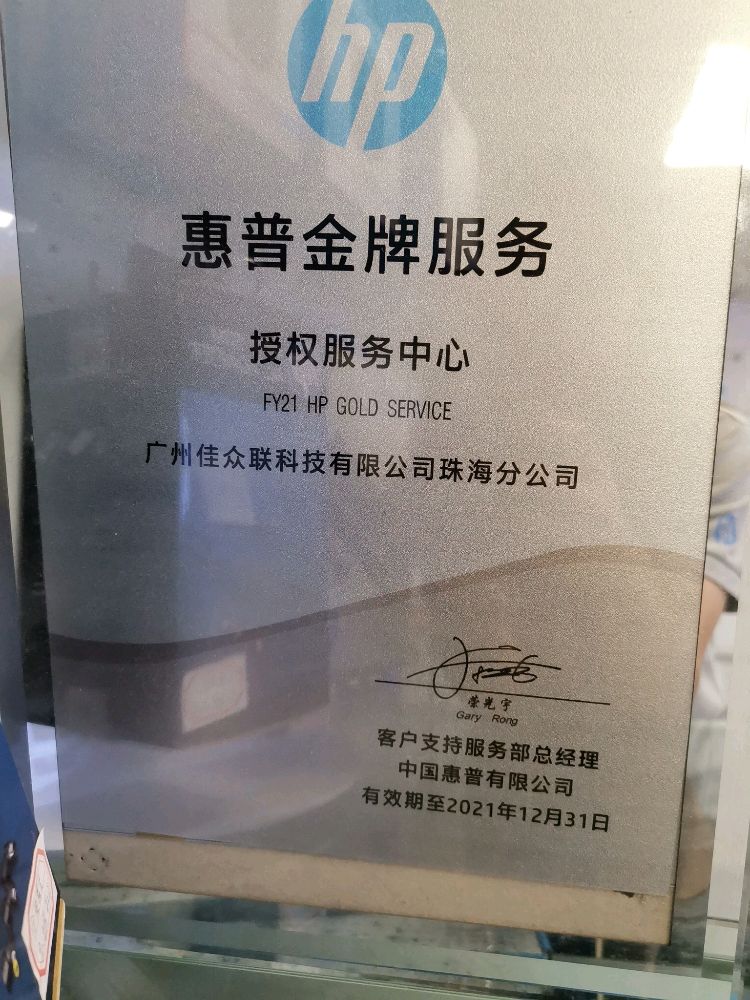 hp
惠普金牌服务
授权服务中心
FY21 HP GOLD SERVICE
广州佳众联科技有限公司珠海分公司
荣光宇
Gary Rong
客户支持服务部总经理
中国惠普有限公司
有效期至2021年12月31日